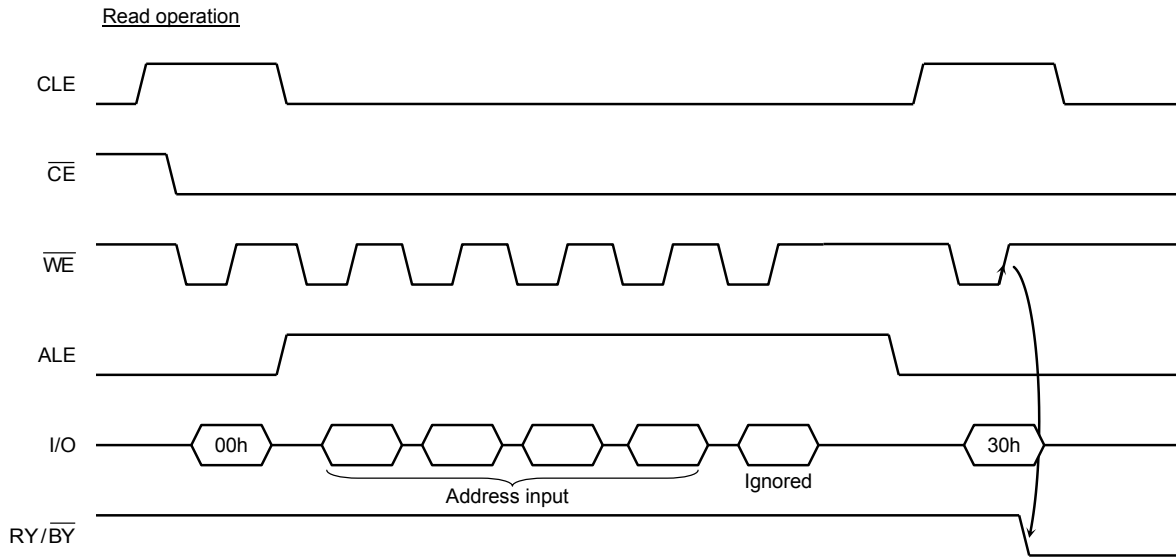 Read operation
CLE
CE
WE
ALE
I/O
00h
30h
Address input
Ignored
RY/BY